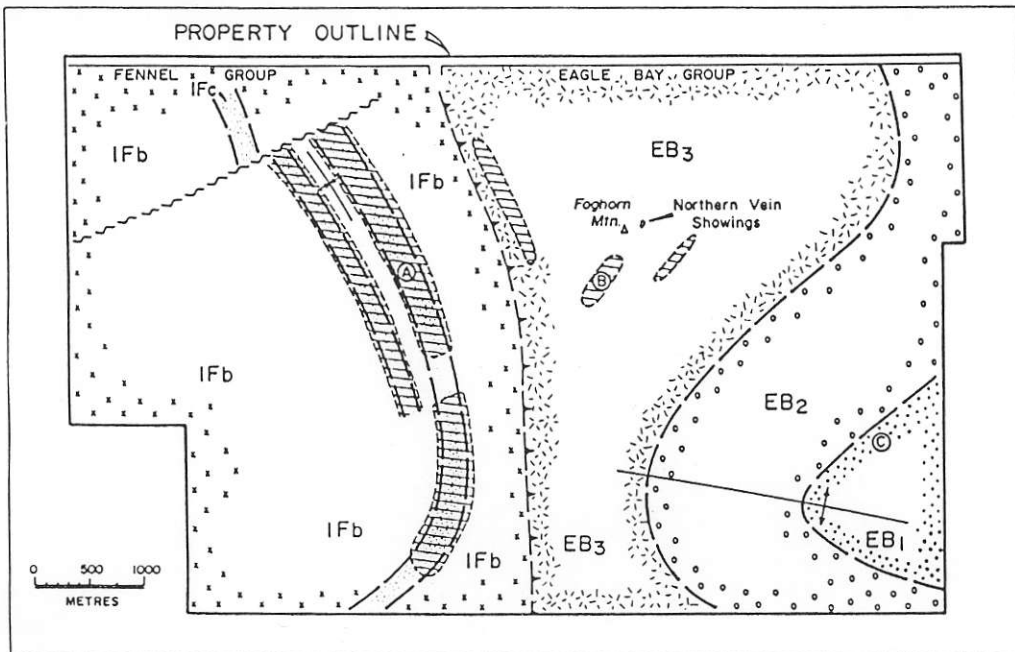 PROPERTY OUTLINE
FENNEL GROUP
EAGLE BAY GROUP
IFc
IFb
IFb
EB3
Foghorn Mtn.
Northern Vein Showings
A
B
IFb
EB2
C
IFb
IFb
EB3
EB1
0 500 1000
METRES